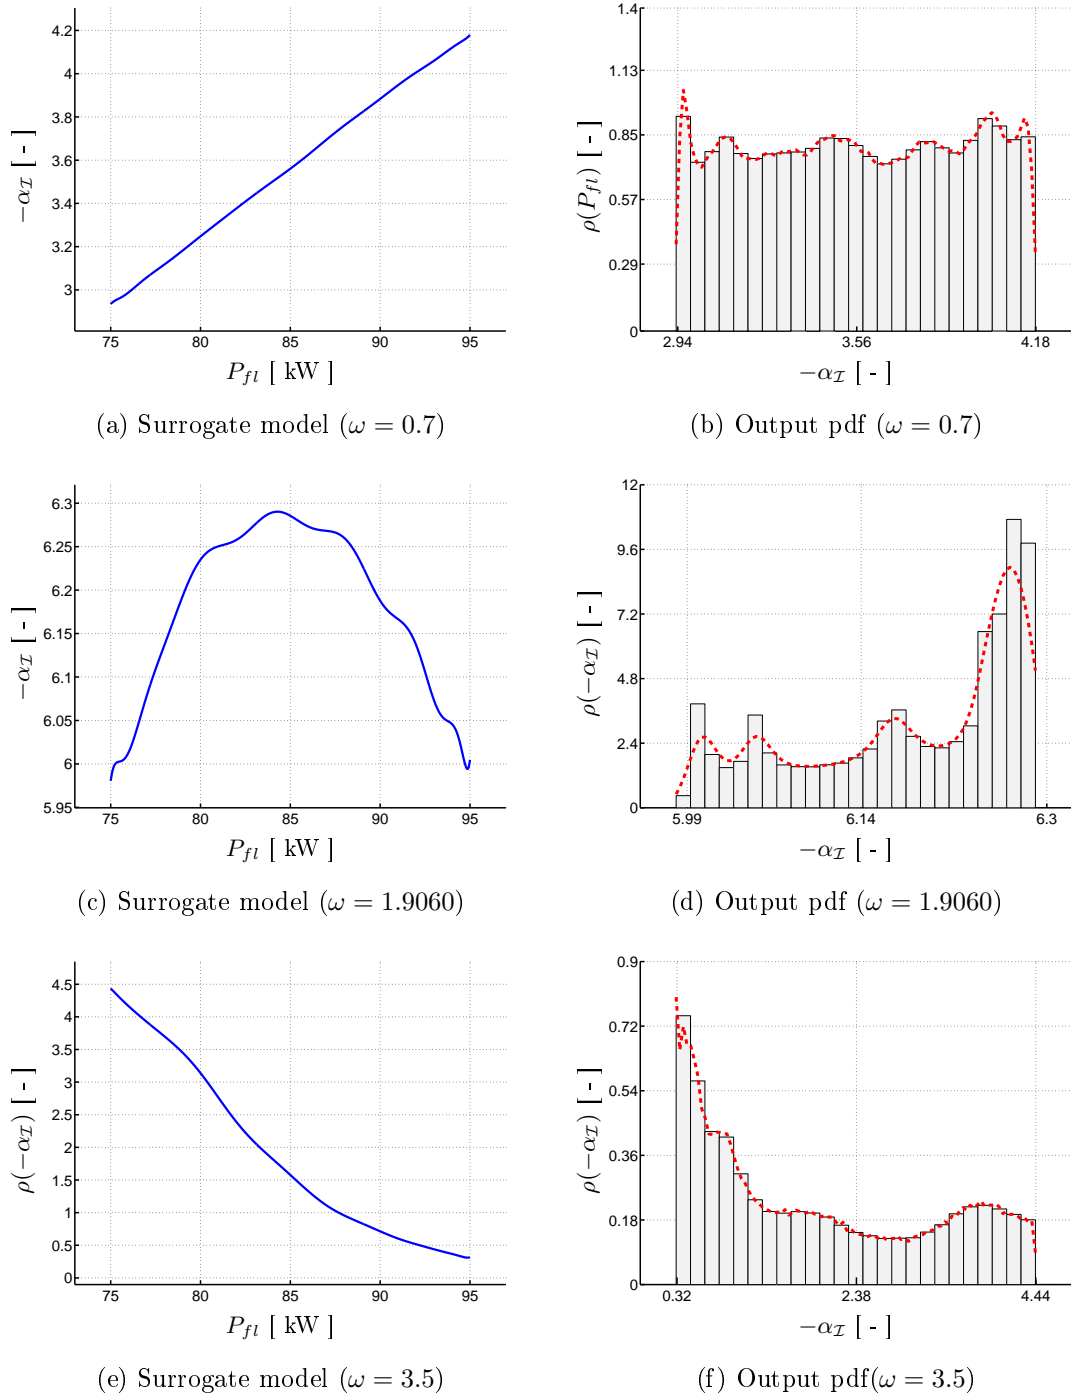 4.2
4
3.8
3.6
3.4
3.2
3
−α_I [ - ]
75 80 85 90 95
P_fl [ kW ]
(a) Surrogate model (ω = 0.7)
1.4
1.13
0.85
0.57
0.29
0
ρ(P_fl) [ - ]
2.94 3.56 4.18
−α_I [ - ]
(b) Output pdf (ω = 0.7)
6.3
6.25
6.2
6.15
6.1
6.05
6
5.95
−α_I [ - ]
75 80 85 90 95
P_fl [ kW ]
(c) Surrogate model (ω = 1.9060)
12
9.6
7.2
4.8
2.4
0
ρ(−α_I) [ - ]
5.99 6.14 6.3
−α_I [ - ]
(d) Output pdf (ω = 1.9060)
4.5
4
3.5
3
2.5
2
1.5
1
0.5
0
ρ(−α_I) [ - ]
75 80 85 90 95
P_fl [ kW ]
(e) Surrogate model (ω = 3.5)
0.9
0.72
0.54
0.36
0.18
0
ρ(−α_I) [ - ]
0.32 2.38 4.44
−α_I [ - ]
(f) Output pdf(ω = 3.5)